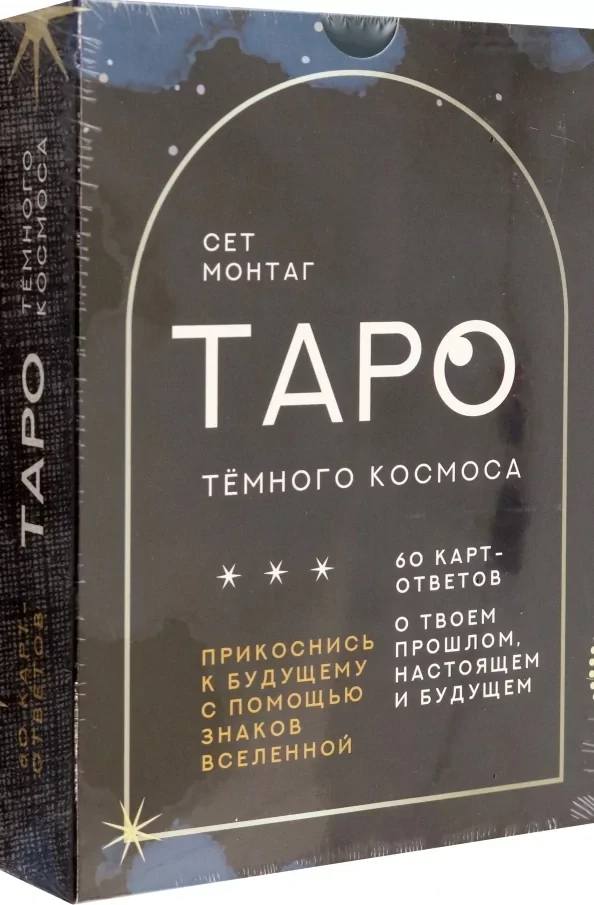 СЕТ
МОНТАГ
ТАРО
ТЁМНОГО КОСМОСА
60 КАРТ-
ОТВЕТОВ
О ТВОЕМ
ПРОШЛОМ,
НАСТОЯЩЕМ
И БУДУЩЕМ
ПРИКОСНИСЬ
К БУДУЩЕМУ
С ПОМОЩЬЮ
ЗНАКОВ
ВСЕЛЕННОЙ
ТАРО
ТЁМНОГО
КОСМОСА
60 КАРТ-
ОТВЕТОВ